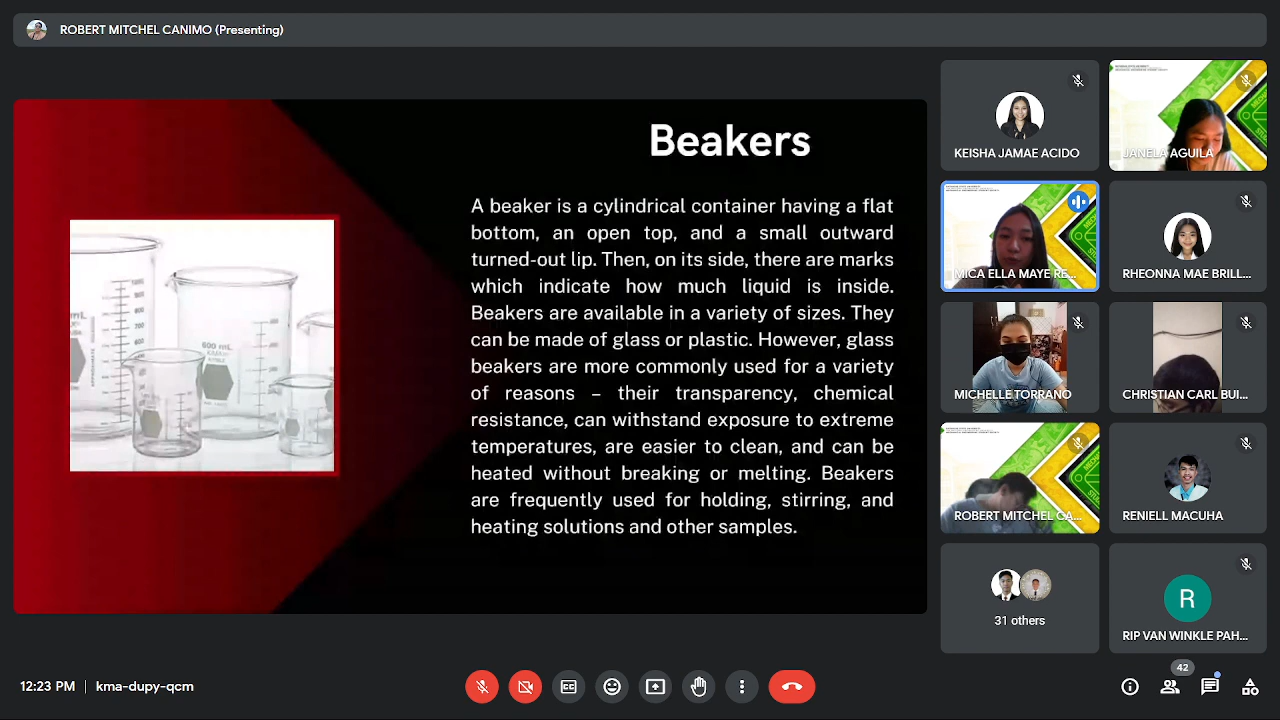 ROBERT MITCHEL CANIMO (Presenting)
Beakers
A beaker is a cylindrical container having a flat
bottom, an open top, and a small outward
turned-out lip. Then, on its side, there are marks
which indicate how much liquid is inside.
Beakers are available in a variety of sizes. They
can be made of glass or plastic. However, glass
beakers are more commonly used for a variety
of reasons – their transparency, chemical
resistance, can withstand exposure to extreme
temperatures, are easier to clean, and can be
heated without breaking or melting. Beakers
are frequently used for holding, stirring, and
heating solutions and other samples.
600 mL
KEISHA JAMAE ACIDO
JANELA AGUILA
MICA ELLA MAYE RE...
RHEONNA MAE BRILL...
MICHELLE TORRANO
CHRISTIAN CARL BUI...
ROBERT MITCHEL CA...
RENIELL MACUHA
31 others
R
RIP VAN WINKLE PAH...
12:23 PM
kma-dupy-qcm
42